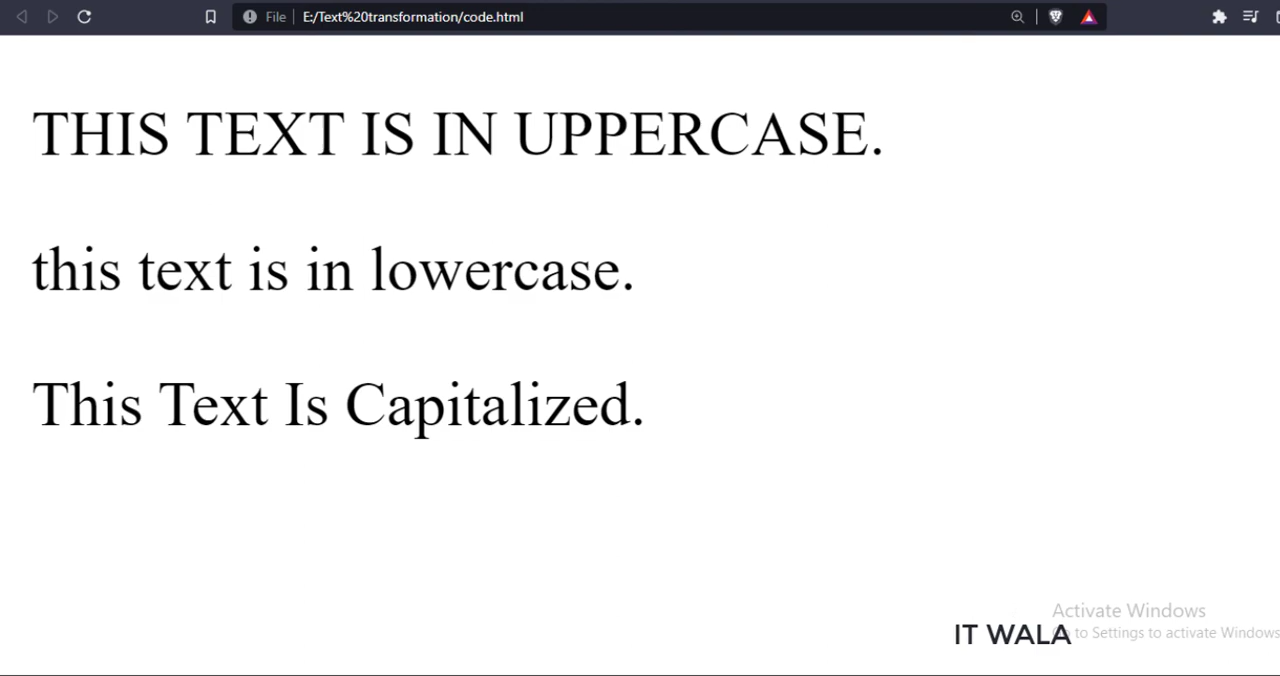 File E:/Text%20transformation/code.html
THIS TEXT IS IN UPPERCASE.
this text is in lowercase.
This Text Is Capitalized.
Activate Windows
IT WALA to Settings to activate Windows